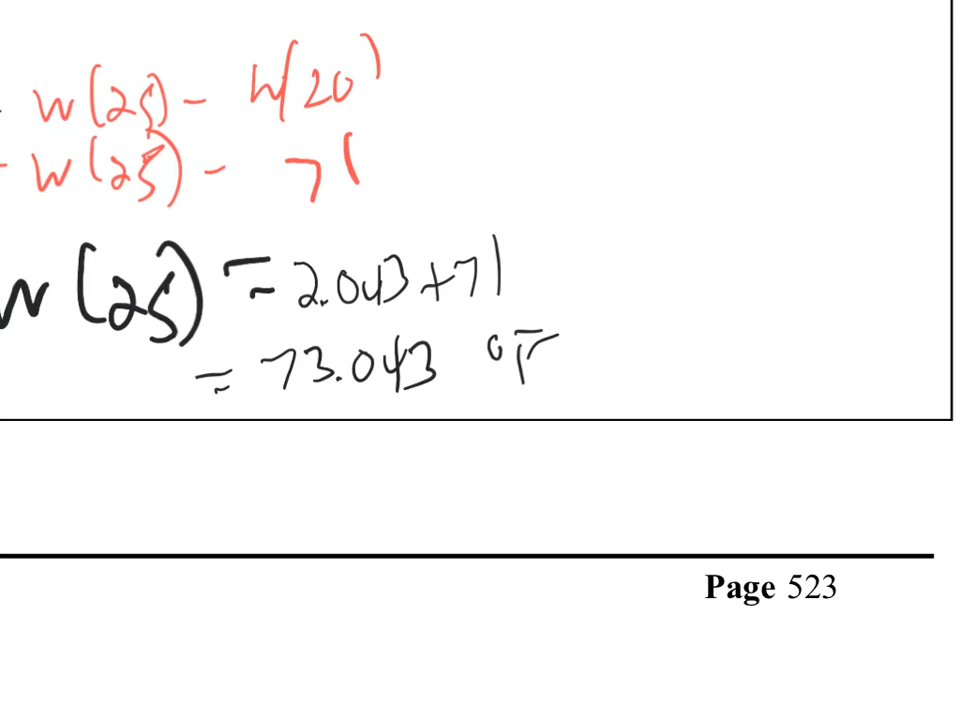 W(25) - W(20)
- W(25) - 71
W(25) = 2.043 + 71
= 73.043 °F
Page 523